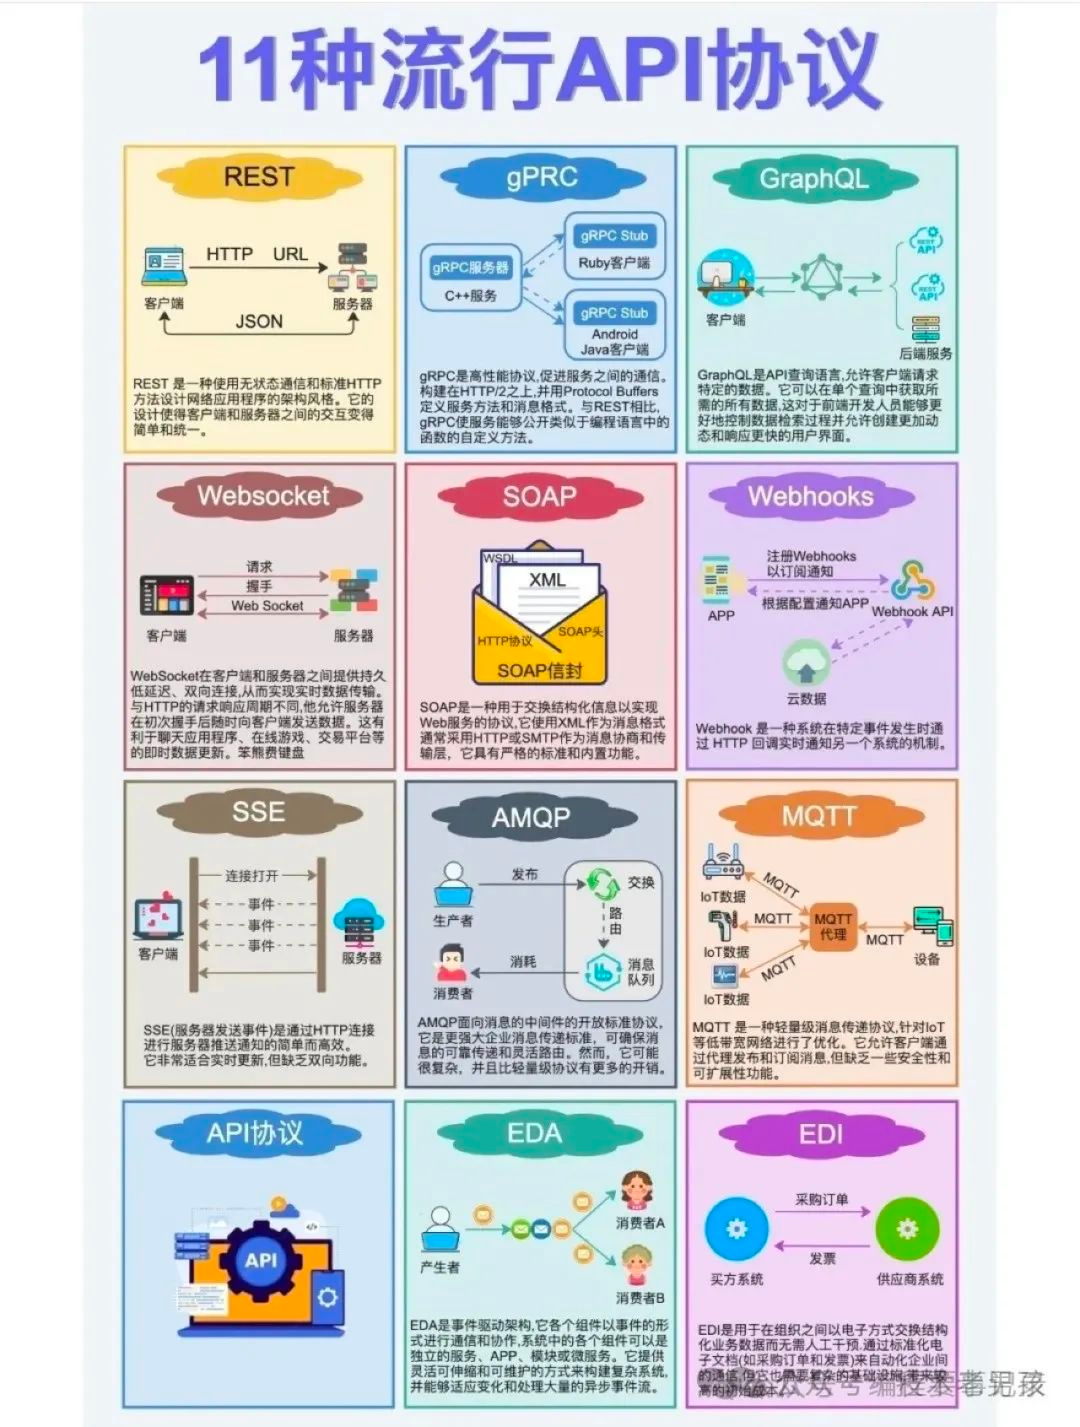 11种流行API协议
REST
HTTP URL
客户端
服务器
JSON
REST 是一种使用无状态通信和标准HTTP
方法设计网络应用程序的架构风格。它的
设计使得客户端和服务器之间的交互变得
简单和统一。
gPRC
gRPC服务器
C++服务
gRPC Stub
Ruby客户端
gRPC Stub
Android
Java客户端
gRPC是高性能协议,促进服务之间的通信。
构建在HTTP/2之上,并用Protocol Buffers
定义服务方法和消息格式。与REST相比,
gRPC使服务能够公开类似于编程语言中的
函数的自定义方法。
GraphQL
客户端
REST
API
REST
API
后端服务
GraphQL是API查询语言,允许客户端请求
特定的数据。它可以在单个查询中获取所
需的所有数据,这对于前端开发人员能够更
好地控制数据检索过程并允许创建更加动
态和响应更快的用户界面。
Websocket
请求
握手
Web Socket
客户端
服务器
WebSocket在客户端和服务器之间提供持久
低延迟、双向连接,从而实现实时数据传输。
与HTTP的请求响应周期不同,他允许服务器
在初次握手后随时向客户端发送数据。这有
利于聊天应用程序、在线游戏、交易平台等
的即时数据更新。笨熊费键盘
SOAP
WSDL
XML
HTTP协议
SOAP头
SOAP信封
SOAP是一种用于交换结构化信息以实现
Web服务的协议,它使用XML作为消息格式
通常采用HTTP或SMTP作为消息协商和传
输层，它具有严格的标准和内置功能。
Webhooks
注册Webhooks
以订阅通知
根据配置通知APP
APP
Webhook API
云数据
Webhook 是一种系统在特定事件发生时通
过 HTTP 回调实时通知另一个系统的机制。
SSE
连接打开
事件
事件
事件
客户端
服务器
SSE(服务器发送事件)是通过HTTP连接
进行服务器推送通知的简单而高效。
它非常适合实时更新,但缺乏双向功能。
AMQP
发布
生产者
交换
路
由
消耗
消费者
消息
队列
AMQP面向消息的中间件的开放标准协议,
它是更强大企业消息传递标准，可确保消
息的可靠传递和灵活路由。然而，它可能
很复杂，并且比轻量级协议有更多的开销。
MQTT
IoT数据
MQTT
IoT数据
MQTT
IoT数据
MQTT
MQTT
代理
MQTT
设备
MQTT 是一种轻量级消息传递协议,针对IoT
等低带宽网络进行了优化。它允许客户端通
过代理发布和订阅消息,但缺乏一些安全性和
可扩展性功能。
API协议
API
EDA
产生者
消费者A
消费者B
EDA是事件驱动架构,它各个组件以事件的形
式进行通信和协作,系统中的各个组件可以是
独立的服务、APP、模块或微服务。它提供
灵活可伸缩和可维护的方式来构建复杂系统,
并能够适应变化和处理大量的异步事件流。
EDI
采购订单
发票
买方系统
供应商系统
EDI是用于在组织之间以电子方式交换结构
化业务数据而无需人工干预.通过标准化电
子文档(如采购订单和发票)来自动化企业间
的通信,但它也需要复杂的基础设施,带来较
高的初始成本
公众号 编技术者男孩